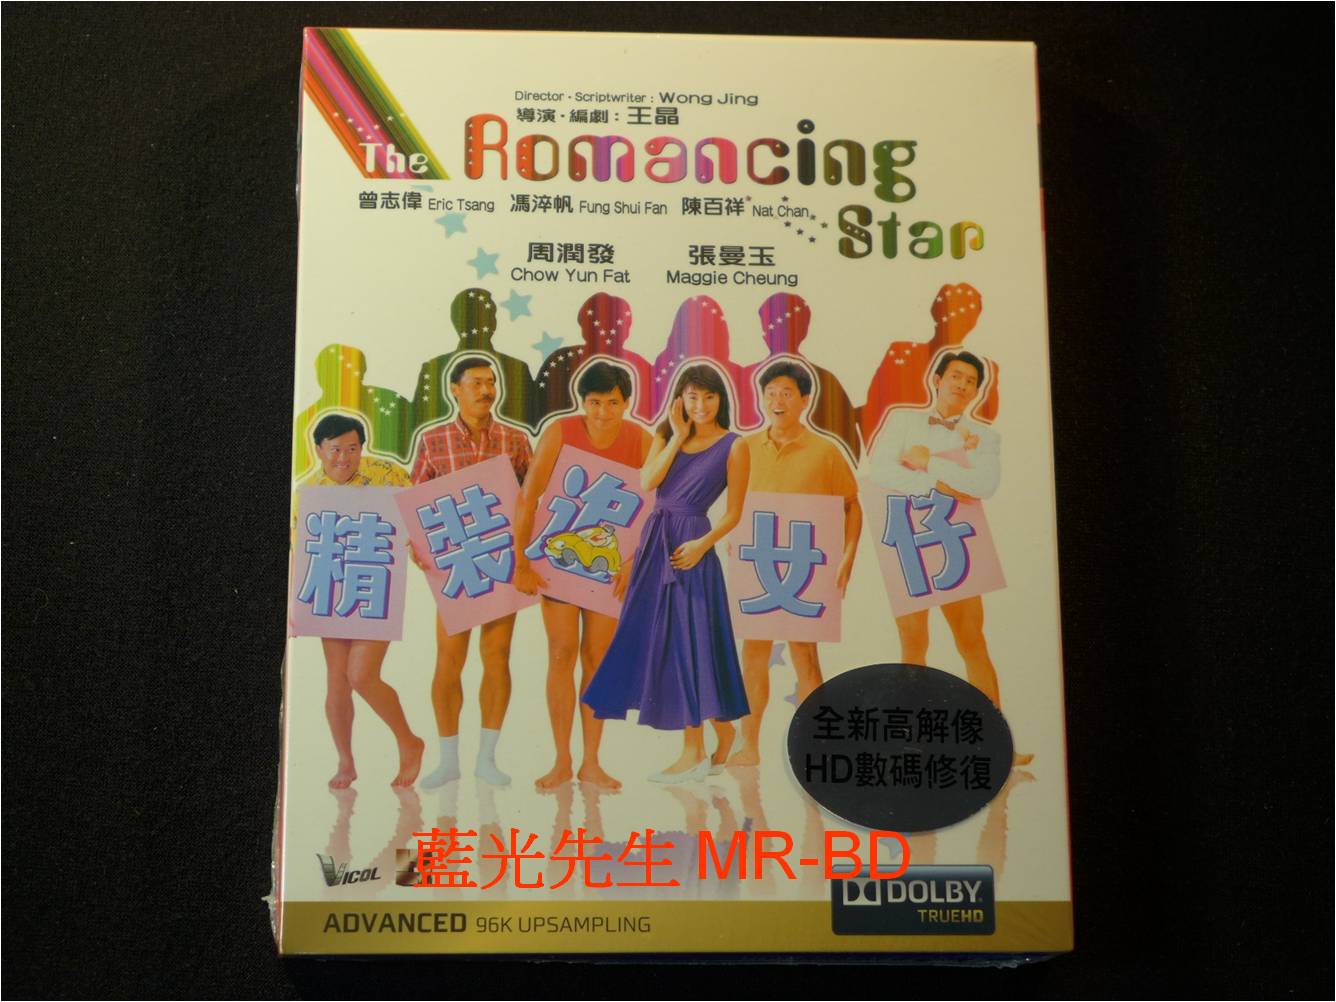 Director · Scriptwriter : Wong Jing
導演 · 編劇 : 王晶
The Romancing Star
曾志偉 Eric Tsang 馮淬帆 Fung Shui Fan 陳百祥 Nat Chan
周潤發 張曼玉
Chow Yun Fat Maggie Cheung
精裝追女仔
全新高解像
HD數碼修復
藍光先生 MR-BD
VICOL
DOLBY
TRUEHD
ADVANCED 96K UPSAMPLING